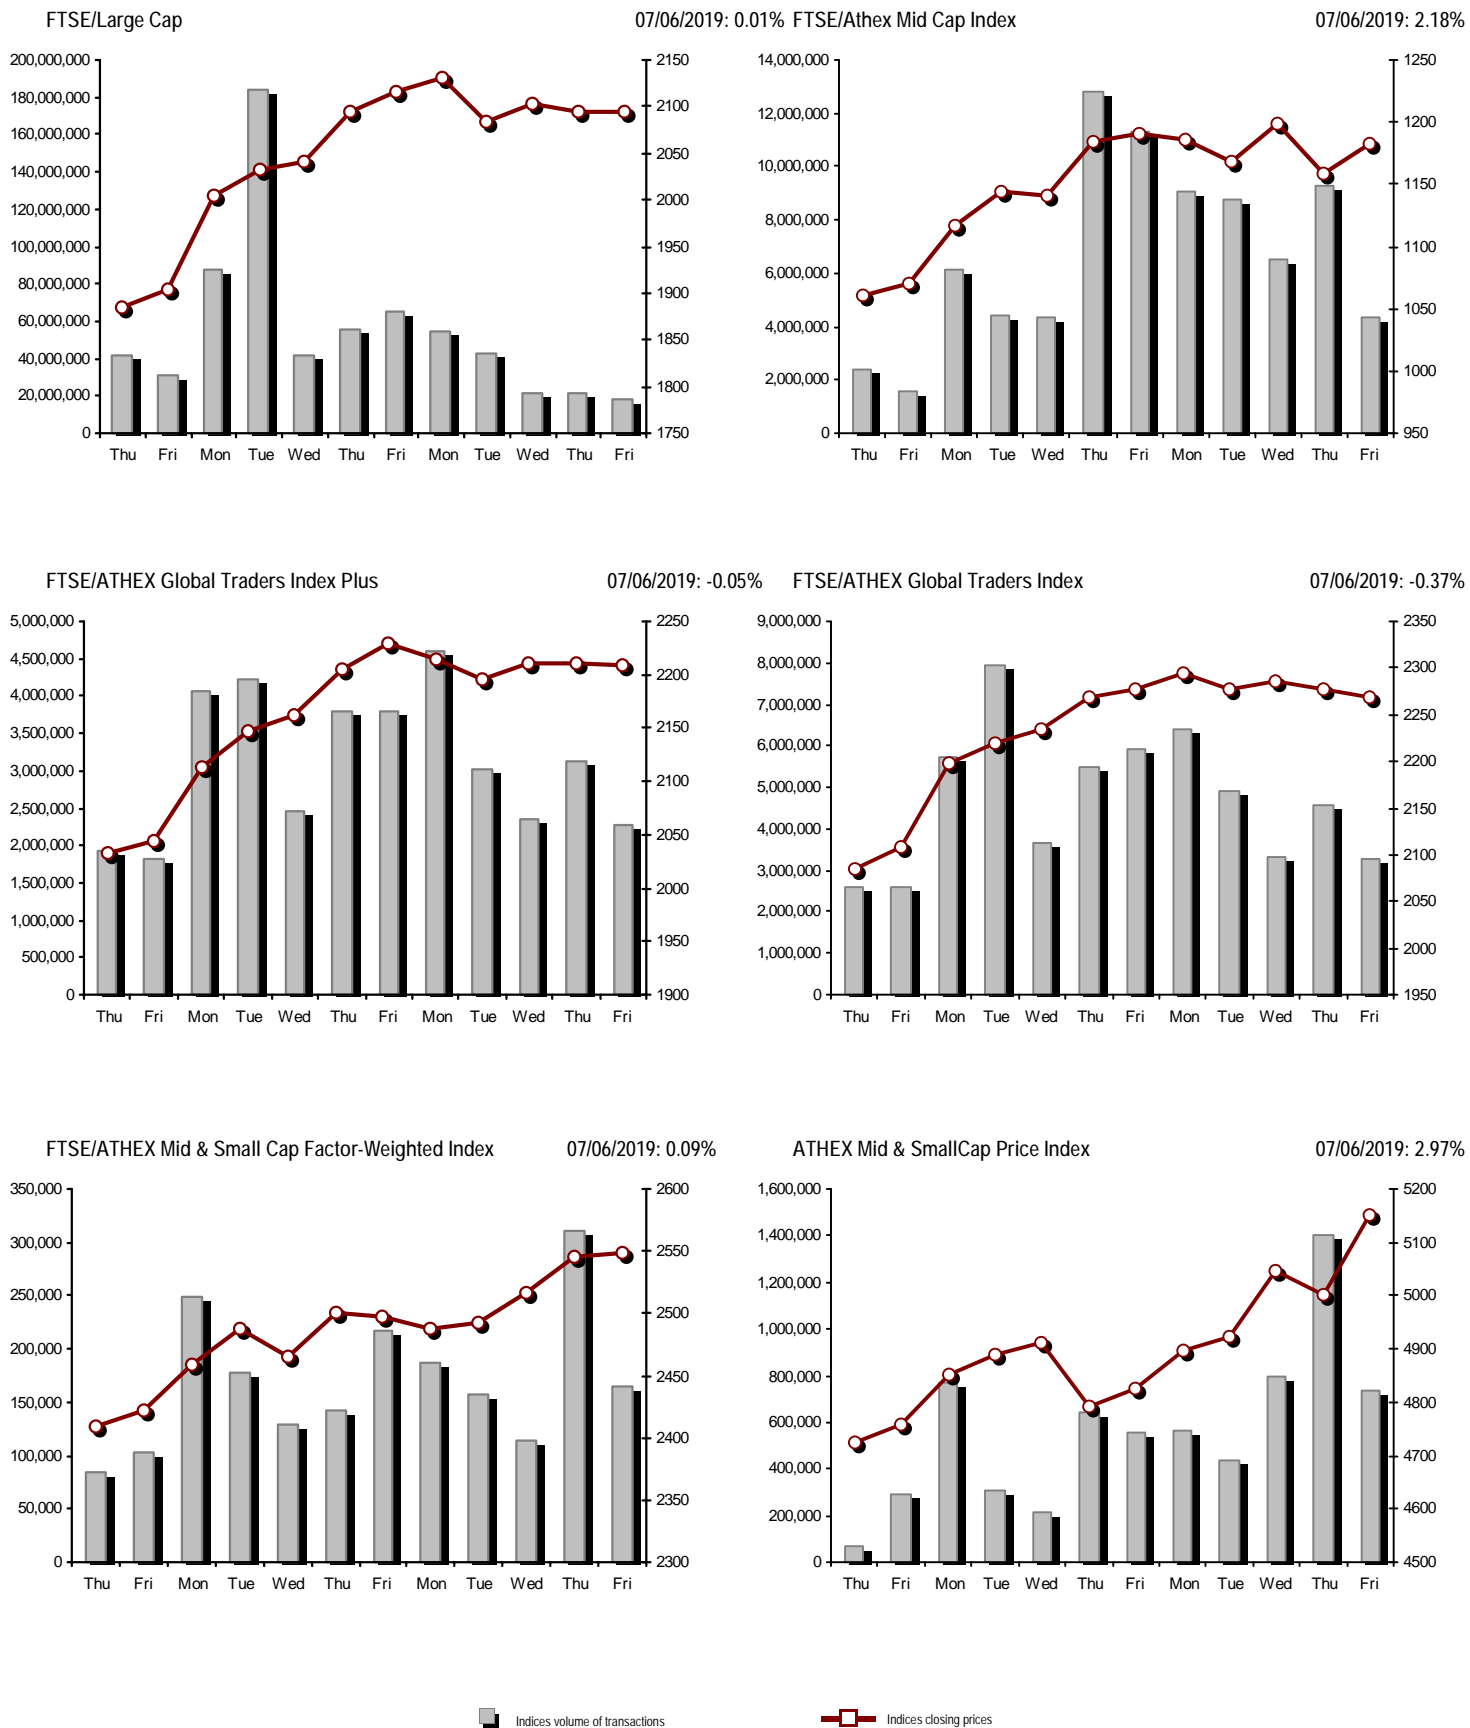 FTSE/Large Cap 07/06/2019: 0.01%
200,000,000 180,000,000 160,000,000 140,000,000 120,000,000 100,000,000 80,000,000 60,000,000 40,000,000 20,000,000 0
2150 2100 2050 2000 1950 1900 1850 1800 1750
Thu Fri Mon Tue Wed Thu Fri Mon Tue Wed Thu Fri
FTSE/Athex Mid Cap Index 07/06/2019: 2.18%
14,000,000 12,000,000 10,000,000 8,000,000 6,000,000 4,000,000 2,000,000 0
1250 1200 1150 1100 1050 1000 950
Thu Fri Mon Tue Wed Thu Fri Mon Tue Wed Thu Fri
FTSE/ATHEX Global Traders Index Plus 07/06/2019: -0.05%
5,000,000 4,500,000 4,000,000 3,500,000 3,000,000 2,500,000 2,000,000 1,500,000 1,000,000 500,000 0
2250 2200 2150 2100 2050 2000 1950 1900
Thu Fri Mon Tue Wed Thu Fri Mon Tue Wed Thu Fri
FTSE/ATHEX Global Traders Index 07/06/2019: -0.37%
9,000,000 8,000,000 7,000,000 6,000,000 5,000,000 4,000,000 3,000,000 2,000,000 1,000,000 0
2350 2300 2250 2200 2150 2100 2050 2000 1950
Thu Fri Mon Tue Wed Thu Fri Mon Tue Wed Thu Fri
FTSE/ATHEX Mid & Small Cap Factor-Weighted Index 07/06/2019: 0.09%
350,000 300,000 250,000 200,000 150,000 100,000 50,000 0
2600 2550 2500 2450 2400 2350 2300
Thu Fri Mon Tue Wed Thu Fri Mon Tue Wed Thu Fri
ATHEX Mid & SmallCap Price Index 07/06/2019: 2.97%
1,600,000 1,400,000 1,200,000 1,000,000 800,000 600,000 400,000 200,000 0
5200 5100 5000 4900 4800 4700 4600 4500
Thu Fri Mon Tue Wed Thu Fri Mon Tue Wed Thu Fri
Indices volume of transactions
Indices closing prices